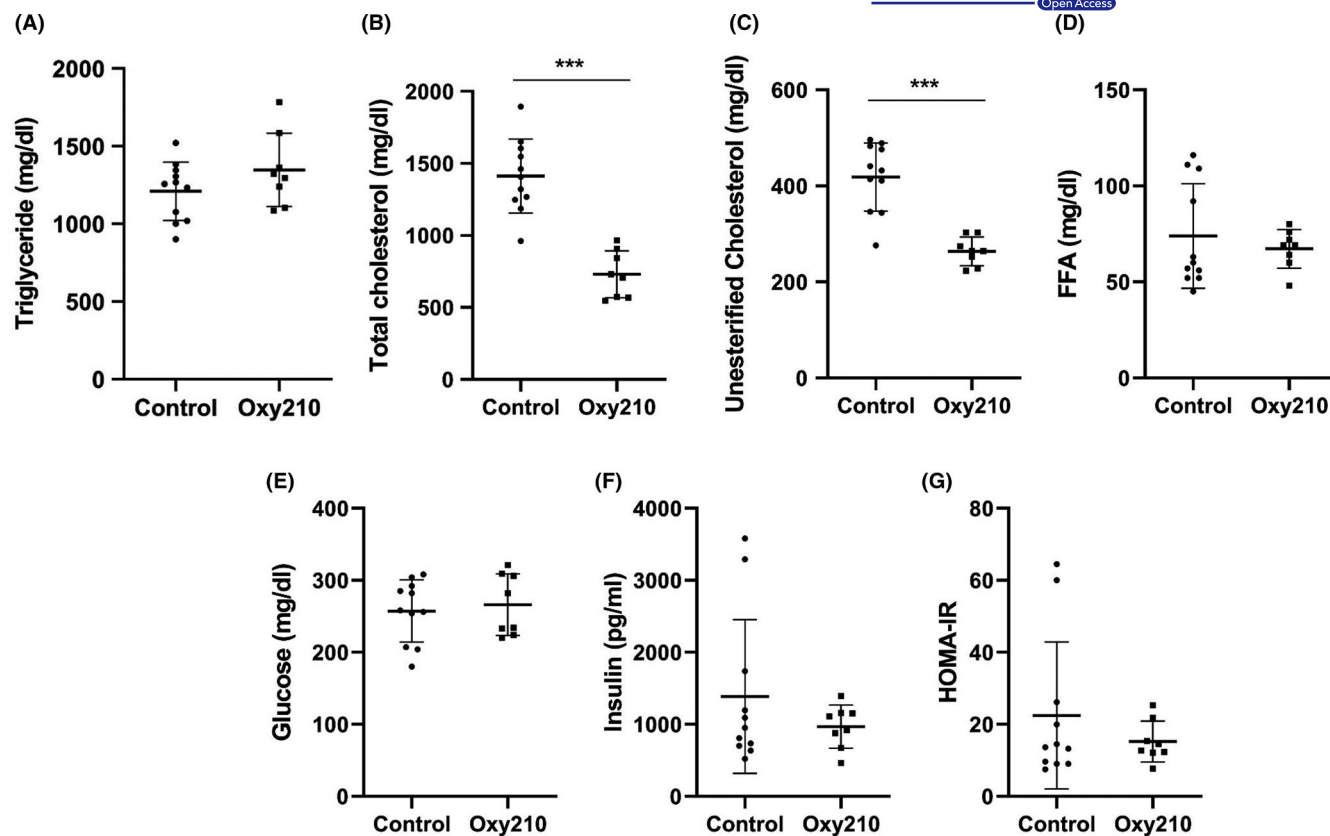 Open Access
(A)
(B)
(C)
(D)
Triglyceride (mg/dl)
2000
1500
1000
500
0
Control Oxy210
Total cholesterol (mg/dl)
2000
1500
1000
500
0
***
Control Oxy210
Unesterified Cholesterol (mg/dl)
600
400
200
0
***
Control Oxy210
FFA (mg/dl)
150
100
50
0
Control Oxy210
(E)
(F)
(G)
Glucose (mg/dl)
400
300
200
100
0
Control Oxy210
Insulin (pg/ml)
4000
3000
2000
1000
0
Control Oxy210
HOMA-IR
80
60
40
20
0
Control Oxy210